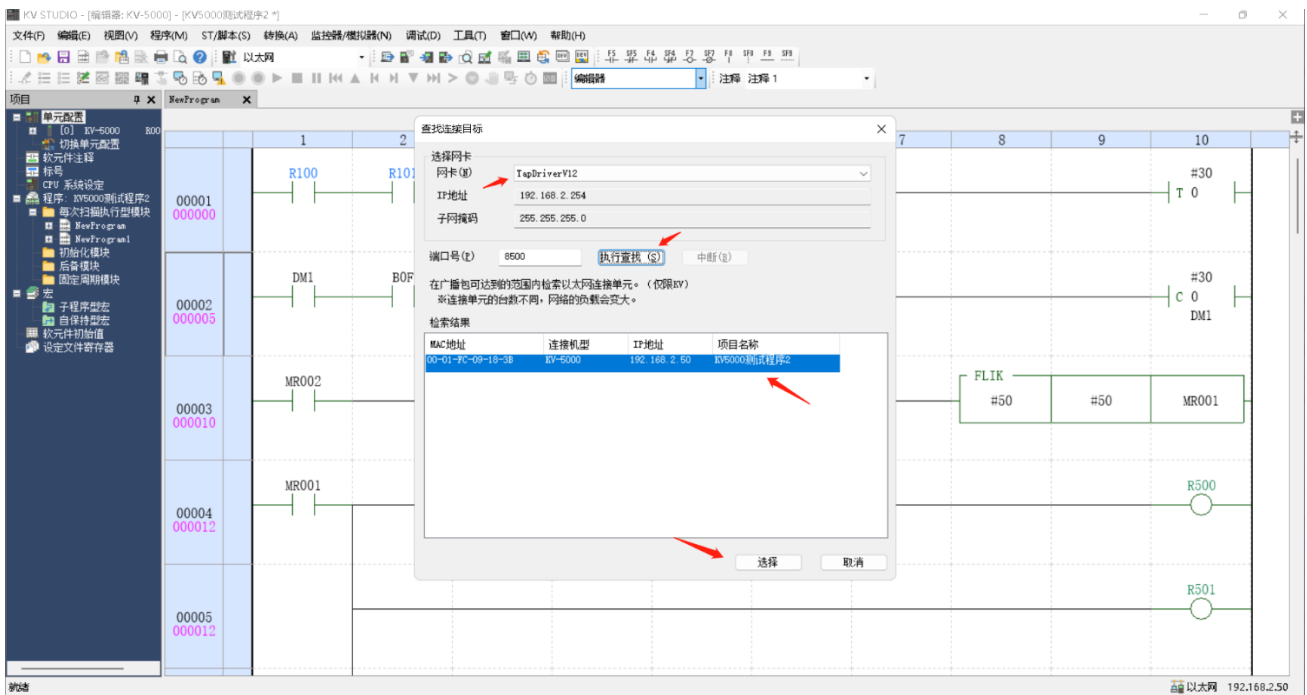 KV STUDIO - [编辑器: KV-5000] - [KV5000测试程序2 *]
文件(F) 编辑(E) 视图(V) 程序(M) ST/脚本(S) 转换(A) 监控器/模拟器(N) 调试(D) 工具(T) 窗口(W) 帮助(H)
以太网
编辑器
注释 注释 1
项目
NewProgram
单元配置
[0] KV-5000 R00
切换单元配置
软元件注释
标号
CPU 系统设定
程序: KV5000测试程序2
每次扫描执行型模块
NewProgram
NewProgram1
初始化模块
后备模块
固定周期模块
宏
子程序型宏
自保持型宏
软元件初始值
设定文件寄存器
1 2 7 8 9 10
00001
000000
R100 R101
#30
T 0
00002
000005
DM1 B0F
#30
C 0
DM1
00003
000010
MR002
FLIK
#50 #50 MR001
00004
000012
MR001
R500
00005
000012
R501
查找连接目标
选择网卡
网卡(N) TapDriverV12
IP地址 192.168.2.254
子网掩码 255.255.255.0
端口号(P) 8500 执行查找 (S) 中断(B)
在广播包可达到的范围内检索以太网连接单元。(仅限KV)
※连接单元的台数不同，网络的负载会变大。
检索结果
MAC地址 连接机型 IP地址 项目名称
00-01-FC-09-18-3B KV-5000 192.168.2.50 KV5000测试程序2
选择 取消
就绪
以太网 192.168.2.50